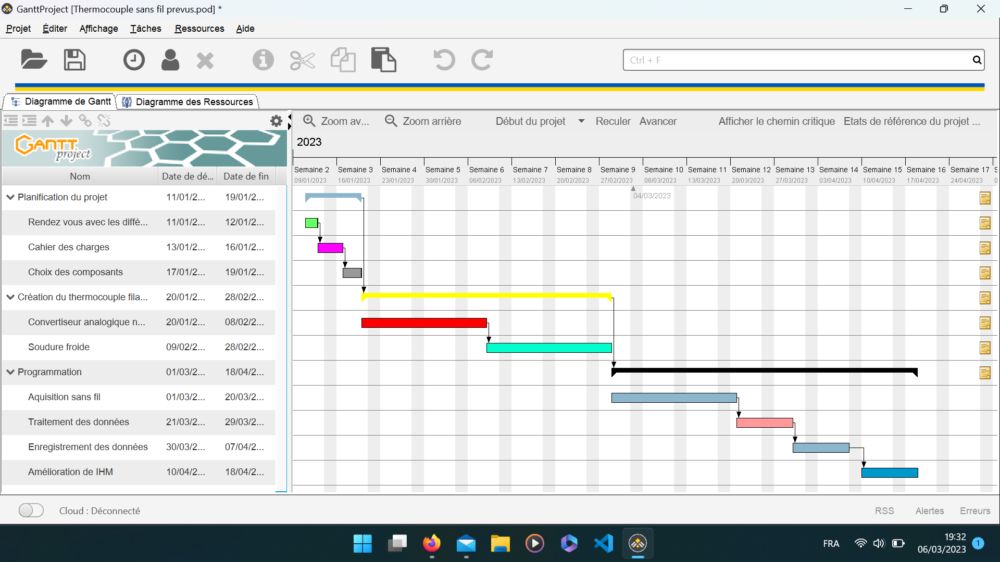 GanttProject [Thermocouple sans fil prevus.pod] *
Projet Éditer Affichage Tâches Ressources Aide
Ctrl + F
Diagramme de Gantt Diagramme des Ressources
Zoom av... Zoom arrière Début du projet Reculer Avancer Afficher le chemin critique Etats de référence du projet ...
GANTT project
2023
Semaine 2 Semaine 3 Semaine 4 Semaine 5 Semaine 6 Semaine 7 Semaine 8 Semaine 9 Semaine 10 Semaine 11 Semaine 12 Semaine 13 Semaine 14 Semaine 15 Semaine 16 Semaine 17
09/01/2023 16/01/2023 23/01/2023 30/01/2023 06/02/2023 13/02/2023 20/02/2023 27/02/2023 06/03/2023 13/03/2023 20/03/2023 27/03/2023 03/04/2023 10/04/2023 17/04/2023 24/04/2023
04/03/2023
Nom Date de dé... Date de fin
Planification du projet 11/01/2... 19/01/2...
Rendez vous avec les diffé... 11/01/2... 12/01/2...
Cahier des charges 13/01/2... 16/01/2...
Choix des composants 17/01/2... 19/01/2...
Création du thermocouple fila... 20/01/2... 28/02/2...
Convertiseur analogique n... 20/01/2... 08/02/2...
Soudure froide 09/02/2... 28/02/2...
Programmation 01/03/2... 18/04/2...
Aquisition sans fil 01/03/2... 20/03/2...
Traitement des données 21/03/2... 29/03/2...
Enregistrement des données 30/03/2... 07/04/2...
Amélioration de IHM 10/04/2... 18/04/2...
Cloud : Déconnecté RSS Alertes Erreurs
FRA 19:32
06/03/2023 1